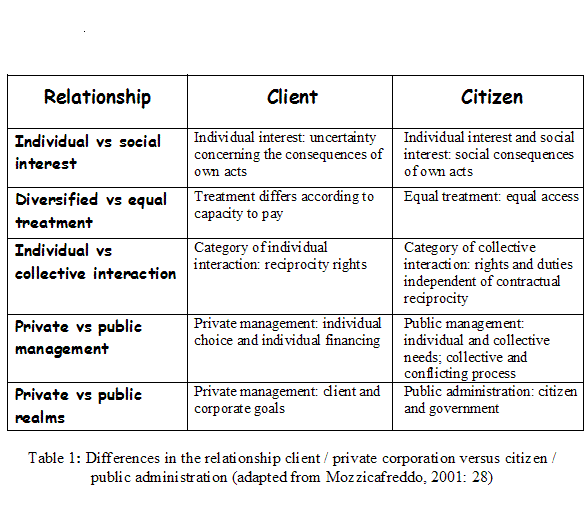 .
Relationship Client Citizen
Individual vs social interest
Individual interest: uncertainty
concerning the consequences of
own acts
Individual interest and social
interest: social consequences
of own acts
Diversified vs equal
treatment
Treatment differs according to
capacity to pay
Equal treatment: equal access
Individual vs
collective interaction
Category of individual
interaction: reciprocity rights
Category of collective
interaction: rights and duties
independent of contractual
reciprocity
Private vs public
management
Private management: individual
choice and individual financing
Public management:
individual and collective
needs; collective and
conflicting process
Private vs public
realms
Private management: client and
corporate goals
Public administration: citizen
and government
Table 1: Differences in the relationship client / private corporation versus citizen /
public administration (adapted from Mozzicafreddo, 2001: 28)